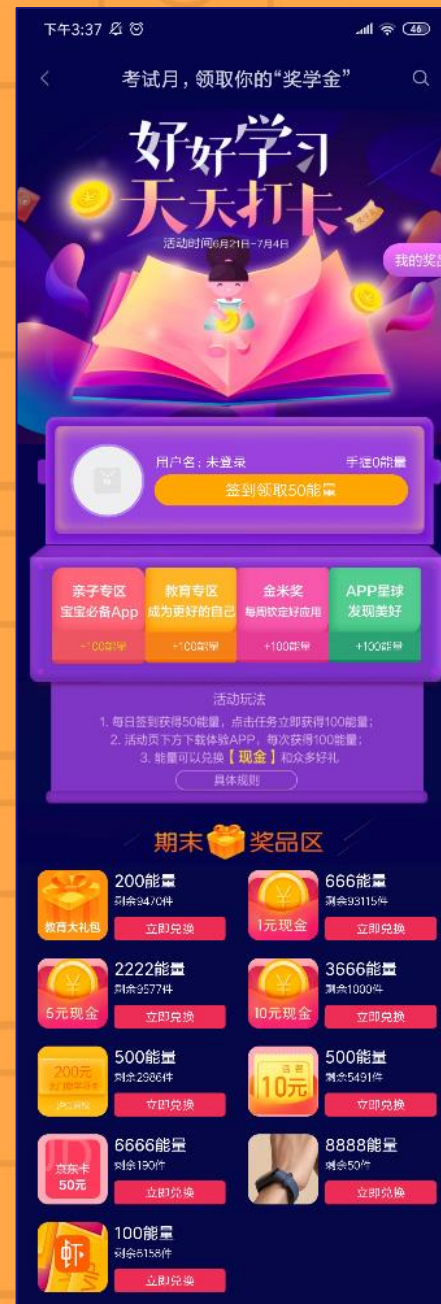 下午3:37
46
考试月，领取你的“奖学金”
好好学习
天天打卡
活动时间6月21日-7月4日
我的奖品
用户名：未登录
手握0能量
签到领取50能量
亲子专区
宝宝必备App
+100能量
教育专区
成为更好的自己
+100能量
金米奖
每周钦定好应用
+100能量
APP星球
发现美好
+100能量
活动玩法
1. 每日签到获得50能量，点击任务立即获得100能量；
2. 活动页下方下载体验APP，每次获得100能量；
3. 能量可以兑换【现金】和众多好礼
具体规则
期末 奖品区
教育大礼包
200能量
剩余9470件
立即兑换
1元现金
666能量
剩余93115件
立即兑换
5元现金
2222能量
剩余9577件
立即兑换
10元现金
3666能量
剩余1000件
立即兑换
200元
500能量
剩余2986件
立即兑换
10元
500能量
剩余5491件
立即兑换
京东卡
50元
6666能量
剩余190件
立即兑换
8888能量
剩余50件
立即兑换
虾
100能量
剩余6158件
立即兑换